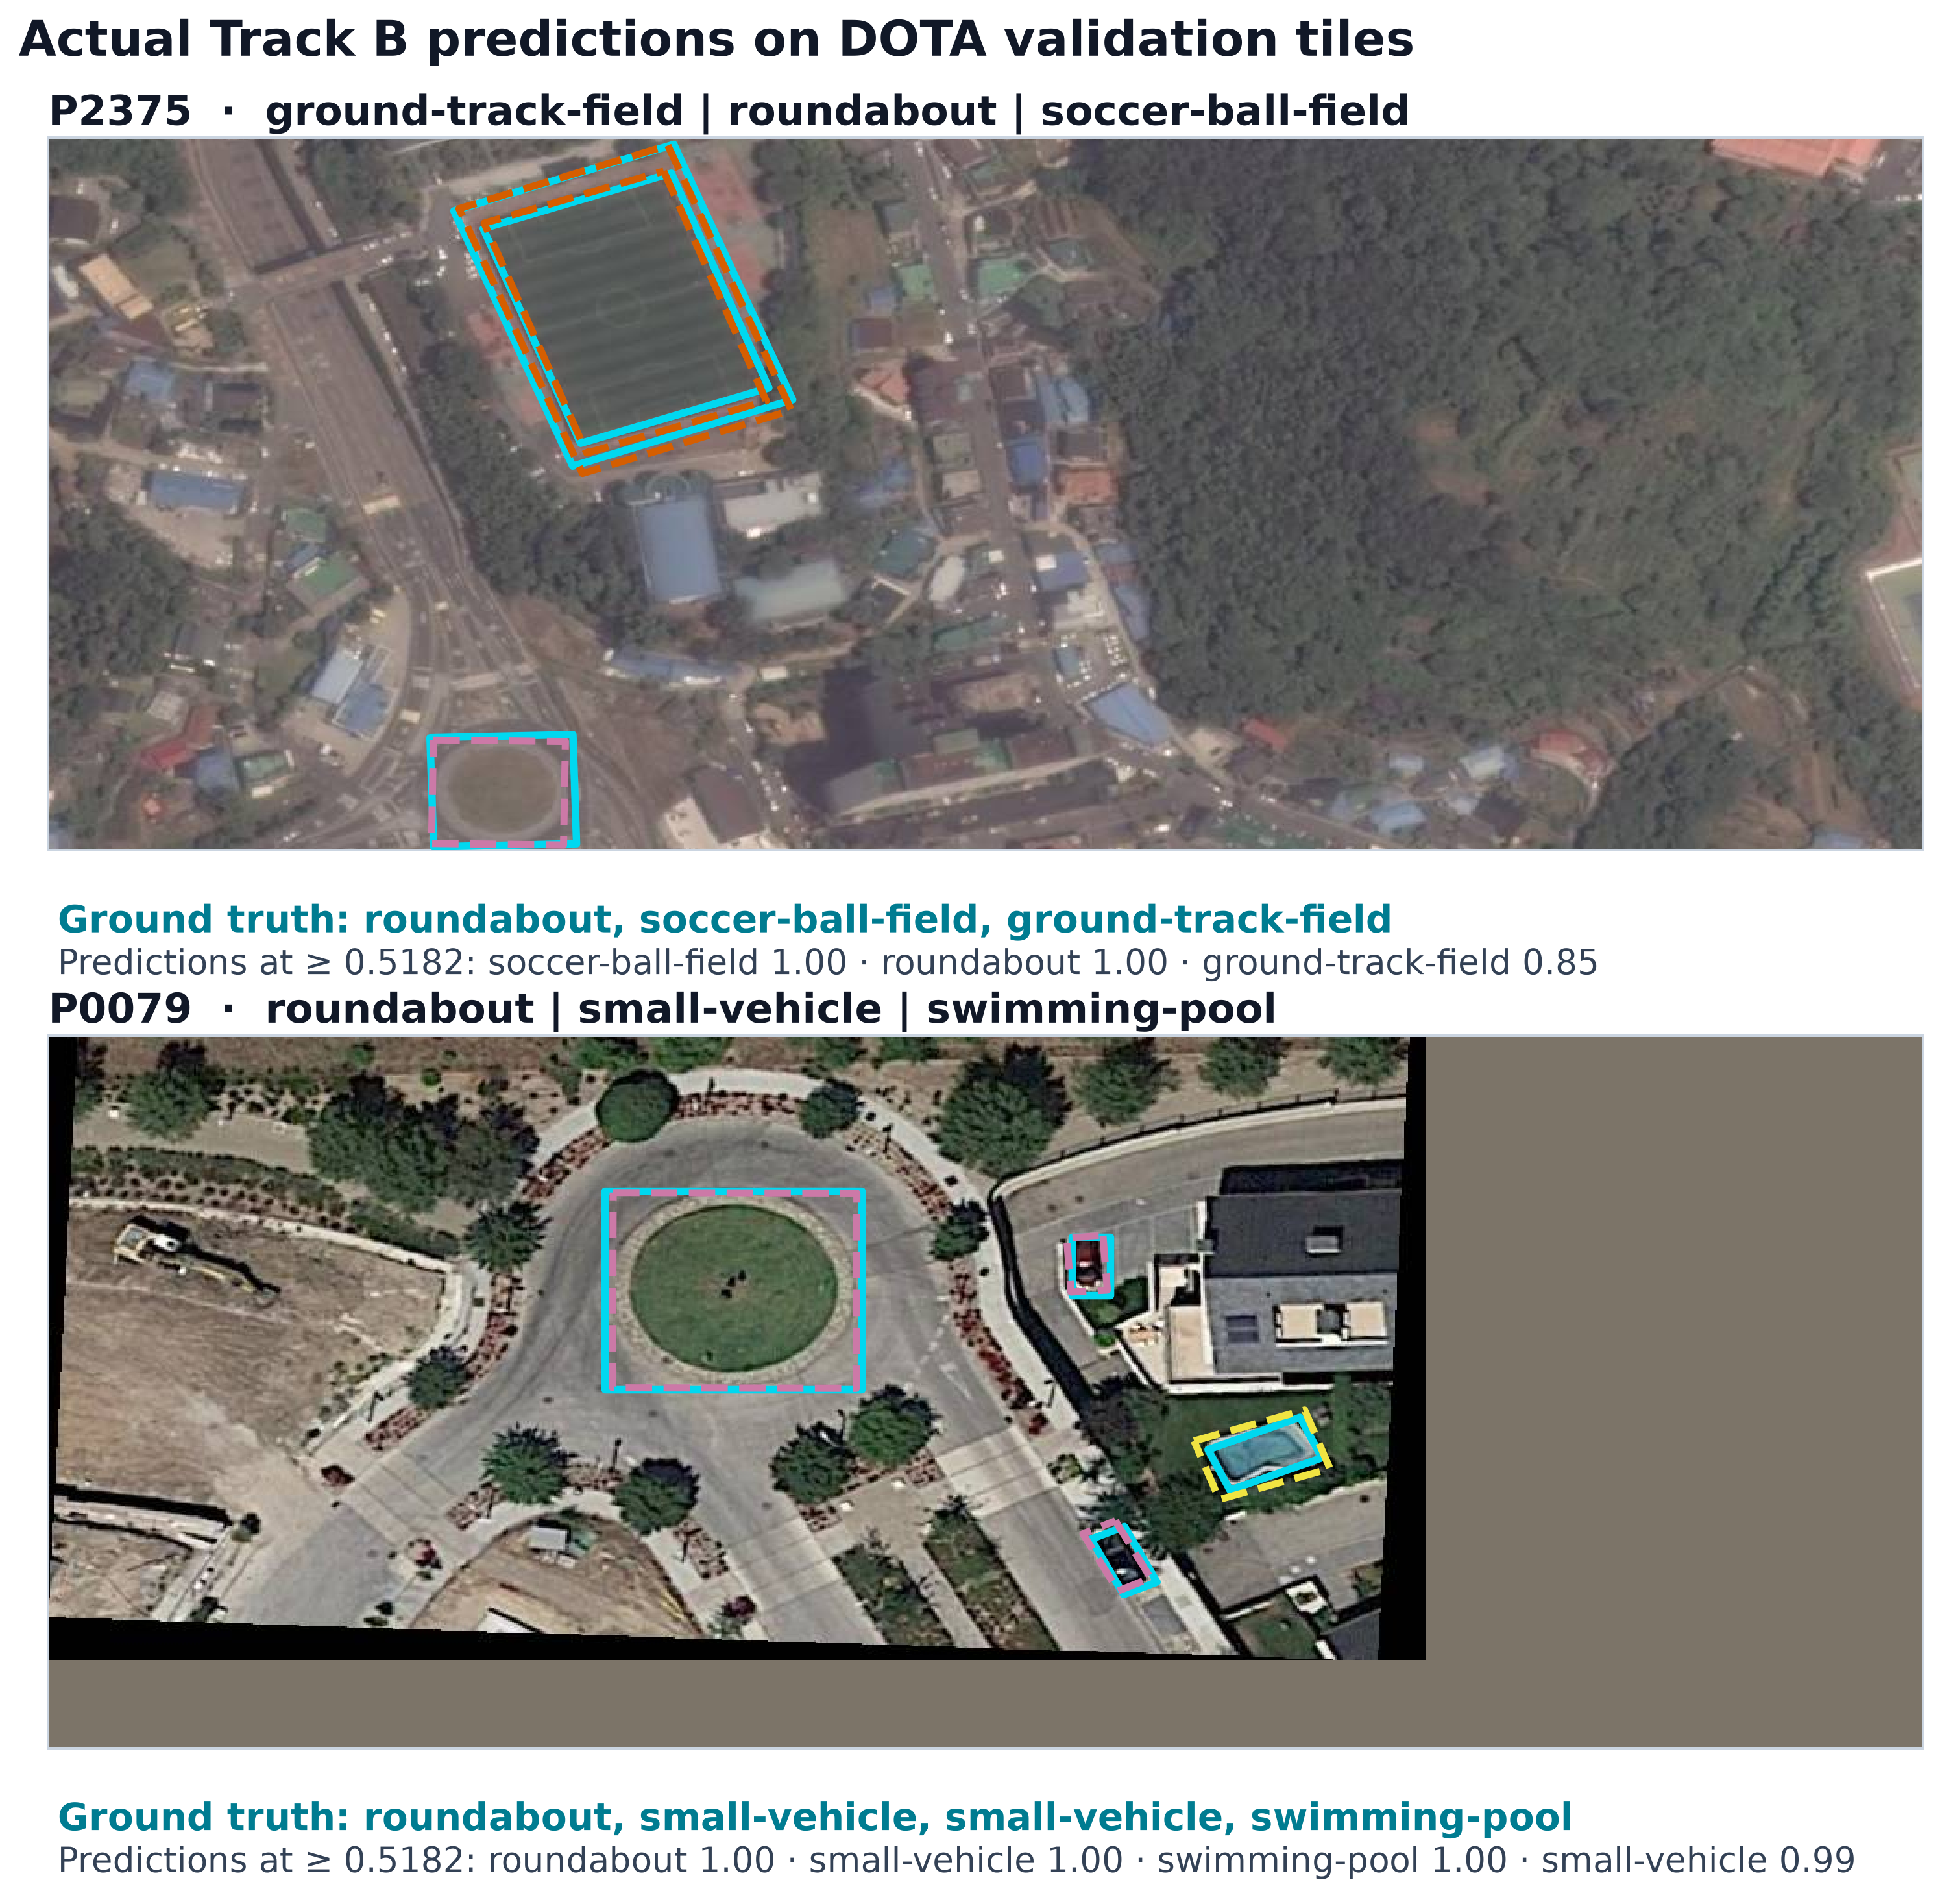 Actual Track B predictions on DOTA validation tiles
P2375 · ground-track-field | roundabout | soccer-ball-field
Ground truth: roundabout, soccer-ball-field, ground-track-field
Predictions at ≥ 0.5182: soccer-ball-field 1.00 · roundabout 1.00 · ground-track-field 0.85
P0079 · roundabout | small-vehicle | swimming-pool
Ground truth: roundabout, small-vehicle, small-vehicle, swimming-pool
Predictions at ≥ 0.5182: roundabout 1.00 · small-vehicle 1.00 · swimming-pool 1.00 · small-vehicle 0.99